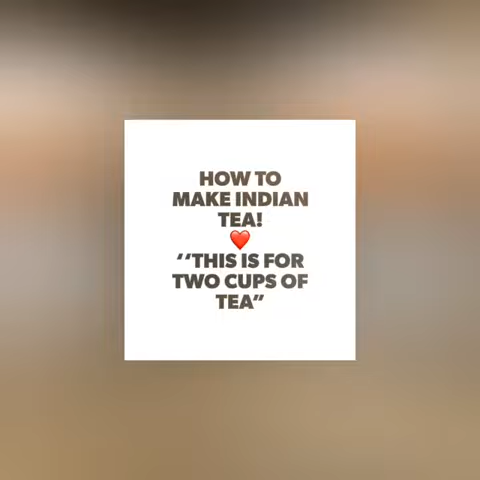 HOW TO
MAKE INDIAN
TEA!
❤️
‘‘THIS IS FOR
TWO CUPS OF
TEA”